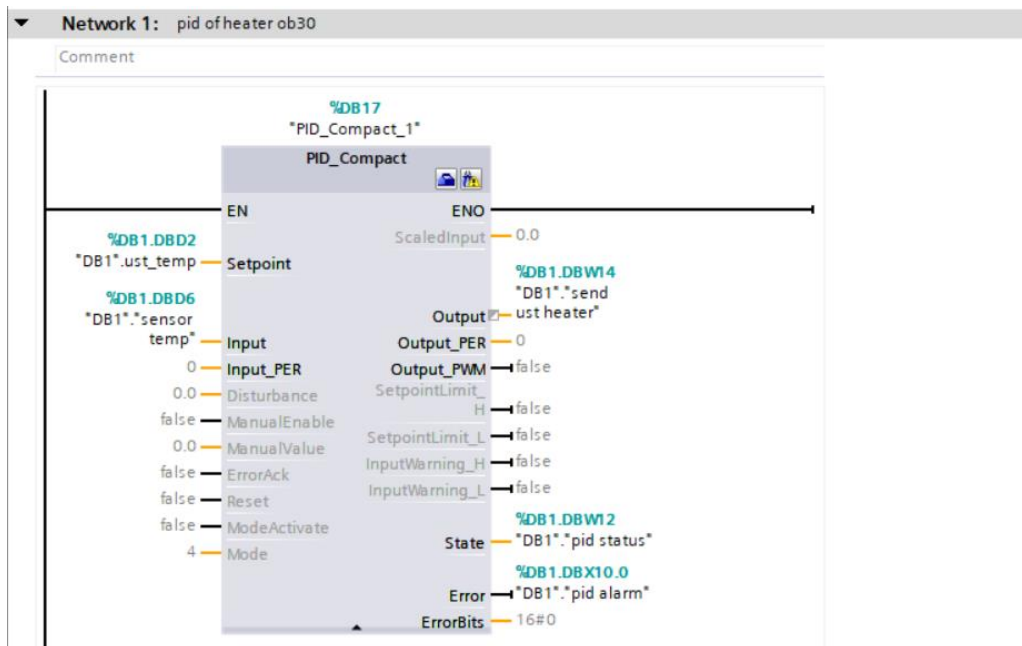 Network 1: pid of heater ob30
Comment
%DB17
"PID_Compact_1"
PID_Compact
EN
ENO
ScaledInput
0.0
%DB1.DBD2
"DB1".ust_temp
Setpoint
%DB1.DBW14
"DB1"."send
ust heater"
Output
%DB1.DBD6
"DB1"."sensor
temp"
Input
Output_PER
0
0
Input_PER
Output_PWM
false
0.0
Disturbance
SetpointLimit_
H
false
false
ManualEnable
SetpointLimit_L
false
0.0
ManualValue
InputWarning_H
false
false
ErrorAck
InputWarning_L
false
false
Reset
false
ModeActivate
%DB1.DBW12
"DB1"."pid status"
State
4
Mode
%DB1.DBX10.0
"DB1"."pid alarm"
Error
ErrorBits
16#0